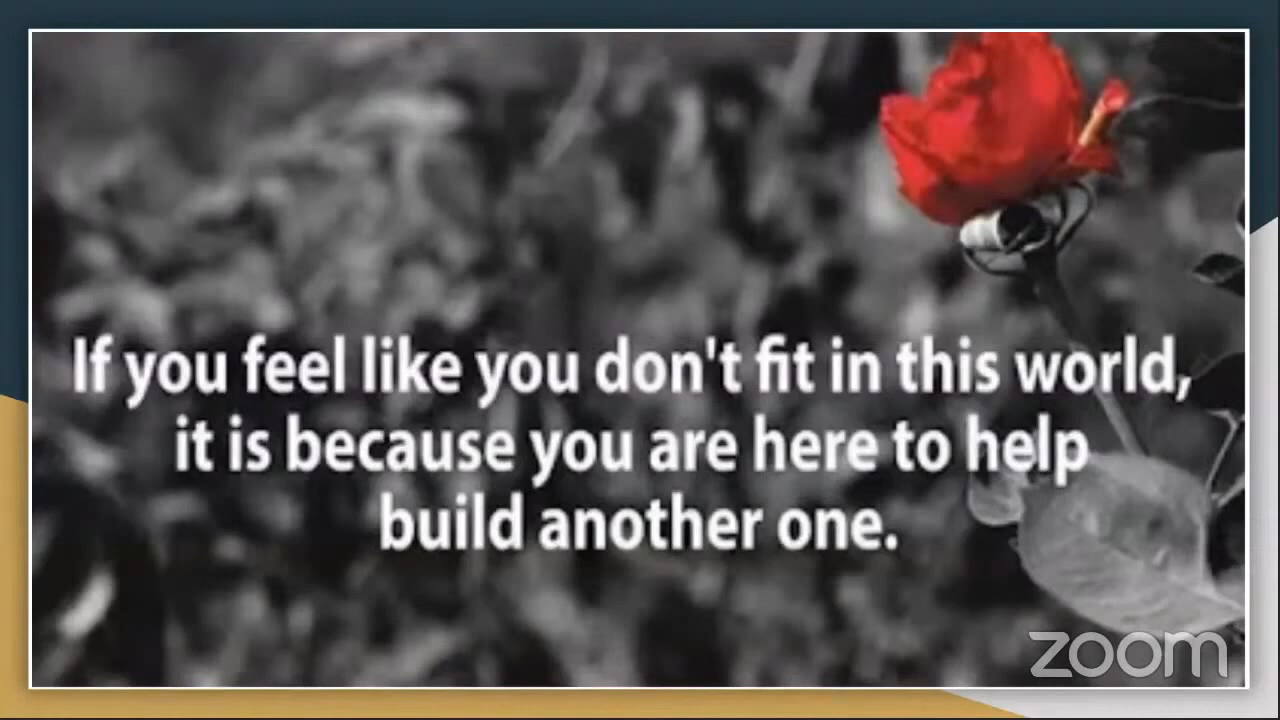 If you feel like you don't fit in this world,
it is because you are here to help
build another one.
zoom